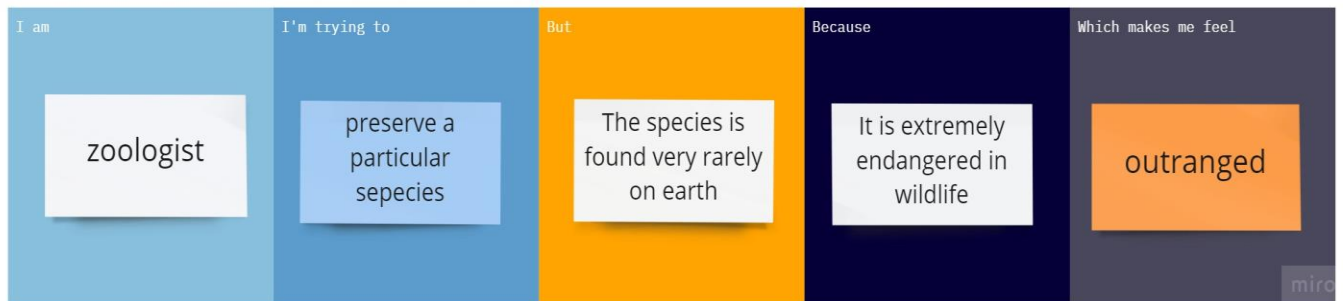 I am
zoologist
I'm trying to
preserve a
particular
sepecies
But
The species is
found very rarely
on earth
Because
It is extremely
endangered in
wildlife
Which makes me feel
outranged
miro